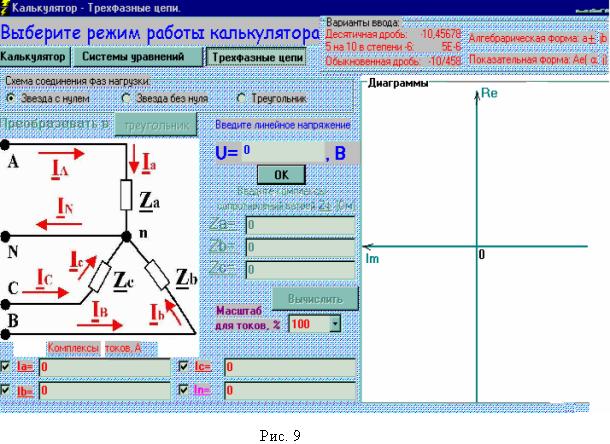 Калькулятор - Трехфазные цепи.
Выберите режим работы калькулятора
Варианты ввода:
Десятичная дробь: -10,45678
5 на 10 в степени -6: 5E-6
Обыкновенная дробь: -10/458
Алгебрарическая форма: a± jb
Показательная форма: Ae( α; j)
Калькулятор
Системы уравнений
Трехфазные цепи
Схема соединения фаз нагрузки:
Звезда с нулем
Звезда без нуля
Треугольник
Преобразовать в
треугольник
Введите линейное напряжение
U= 0 , В
OK
Введите комплексы
Za= 0
Zb= 0
Zc= 0
Вычислить
Масштаб
для токов, %
100
A
I_A
I_a
Z_a
I_N
N
n
I_c
Z_c
Z_b
C
I_C
I_B
I_b
B
Комплексы токов, А
Ia= 0
Ic= 0
Ib= 0
In= 0
Диаграммы
Re
Im
0
Рис. 9